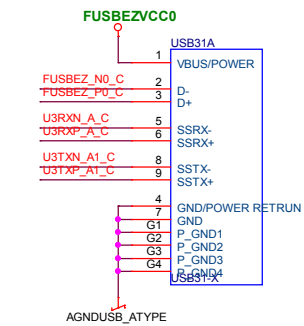 FUSBEZVCC0
USB31A
1 VBUS/POWER
FUSBEZ_N0_C 2 D-
FUSBEZ_P0_C 3 D+
U3RXN_A_C 5 SSRX-
U3RXP_A_C 6 SSRX+
U3TXN_A1_C 8 SSTX-
U3TXP_A1_C 9 SSTX+
4 GND/POWER RETRUN
7 GND
G1 P_GND1
G2 P_GND2
G3 P_GND3
G4 P_GND4
USB31-X
AGNDUSB_ATYPE